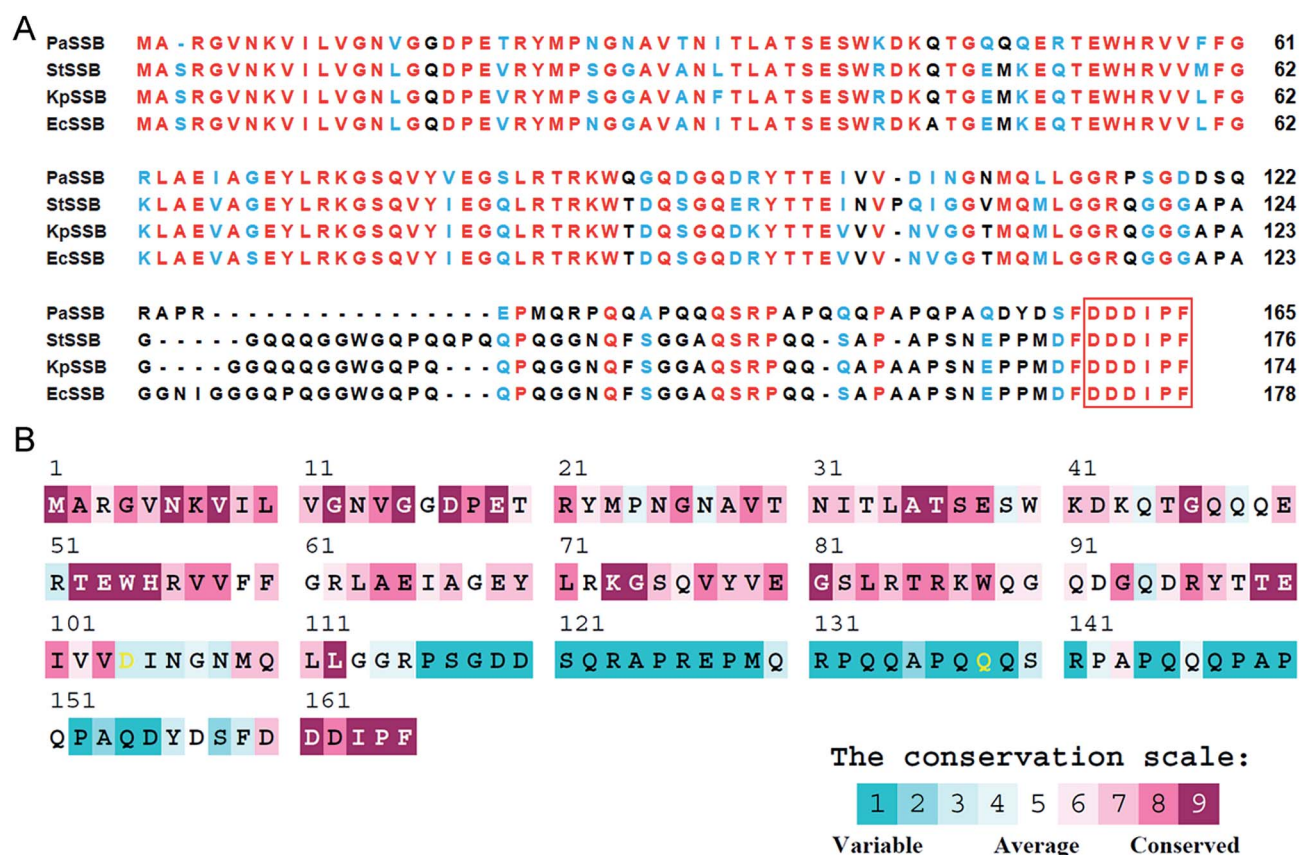 A
PaSSB MA-RGVNKVILVGNVGGDPETRYMPNGNAVTNITLATSESWKDKQTGQQQERTEWHRVVFFG 61
StSSB MASRGVNKVILVGNLGQDPEVRYMPSGGAVANLTLATSESWRDKQTGEMKEQTEWHRVVMFG 62
KpSSB MASRGVNKVILVGNLGQDPEVRYMPSGGAVANFTLATSESWRDKQTGEMKEQTEWHRVVLFG 62
EcSSB MASRGVNKVILVGNLGQDPEVRYMPNGGAVANITLATSESWRDKATGEMKEQTEWHRVVLFG 62
PaSSB RLAEIAGEYLRKGSQVYVEGSLRTRKWQGQDGQDRYTTEIVV-DINGNMQLLGGRPSGDDSQ 122
StSSB KLAEVAGEYLRKGSQVYIEGQLRTRKWTDQSGQERYTTEINVPQIGGVMQMLGGRQGGGAPA 124
KpSSB KLAEVAGEYLRKGSQVYIEGQLRTRKWTDQSGQDKYTTEVVV-NVGGTMQMLGGRQGGGAPA 123
EcSSB KLAEVASEYLRKGSQVYIEGQLRTRKWTDQSGQDRYTTEVVV-NVGGTMQMLGGRQGGGAPA 123
PaSSB RAPR----------------EPMQRPQQAPQQQSRPAPQQQPAPQPAQDYDSFDDDIPF 165
StSSB G-----GQQQGGWGQPQQPQQPQGGNQFSGGAQSRPQQ-SAP-APSNEPPMDFDDDIPF 176
KpSSB G----GGQQQGGWGQPQ---QPQGGNQFSGGAQSRPQQ-QAPAAPSNEPPMDFDDDIPF 174
EcSSB GGNIGGGQPQGGWGQPQ---QPQGGNQFSGGAQSRPQQ-SAPAAPSNEPPMDFDDDIPF 178
B
1 11 21 31 41
MARGVNKVIL VGNVGGDPET RYMPNGNAVT NITLATSESW KDKQTGQQQE
51 61 71 81 91
RTEWHRVVFF GRLAEIAGEY LRKGSQVYVE GSLRTRKWQG QDGQDRYTTE
101 111 121 131 141
IVVDINGNMQ LLGGRPSGDD SQRAPREPMQ RPQQAPQQQS RPAPQQQPAP
151 161
QPAQDYDSFD DDIPF
The conservation scale:
1 2 3 4 5 6 7 8 9
Variable Average Conserved